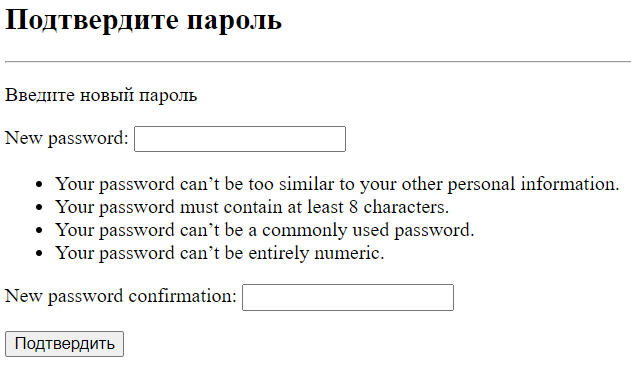 Подтвердите пароль
Введите новый пароль
New password:
Your password can’t be too similar to your other personal information.
Your password must contain at least 8 characters.
Your password can’t be a commonly used password.
Your password can’t be entirely numeric.
New password confirmation:
Подтвердить